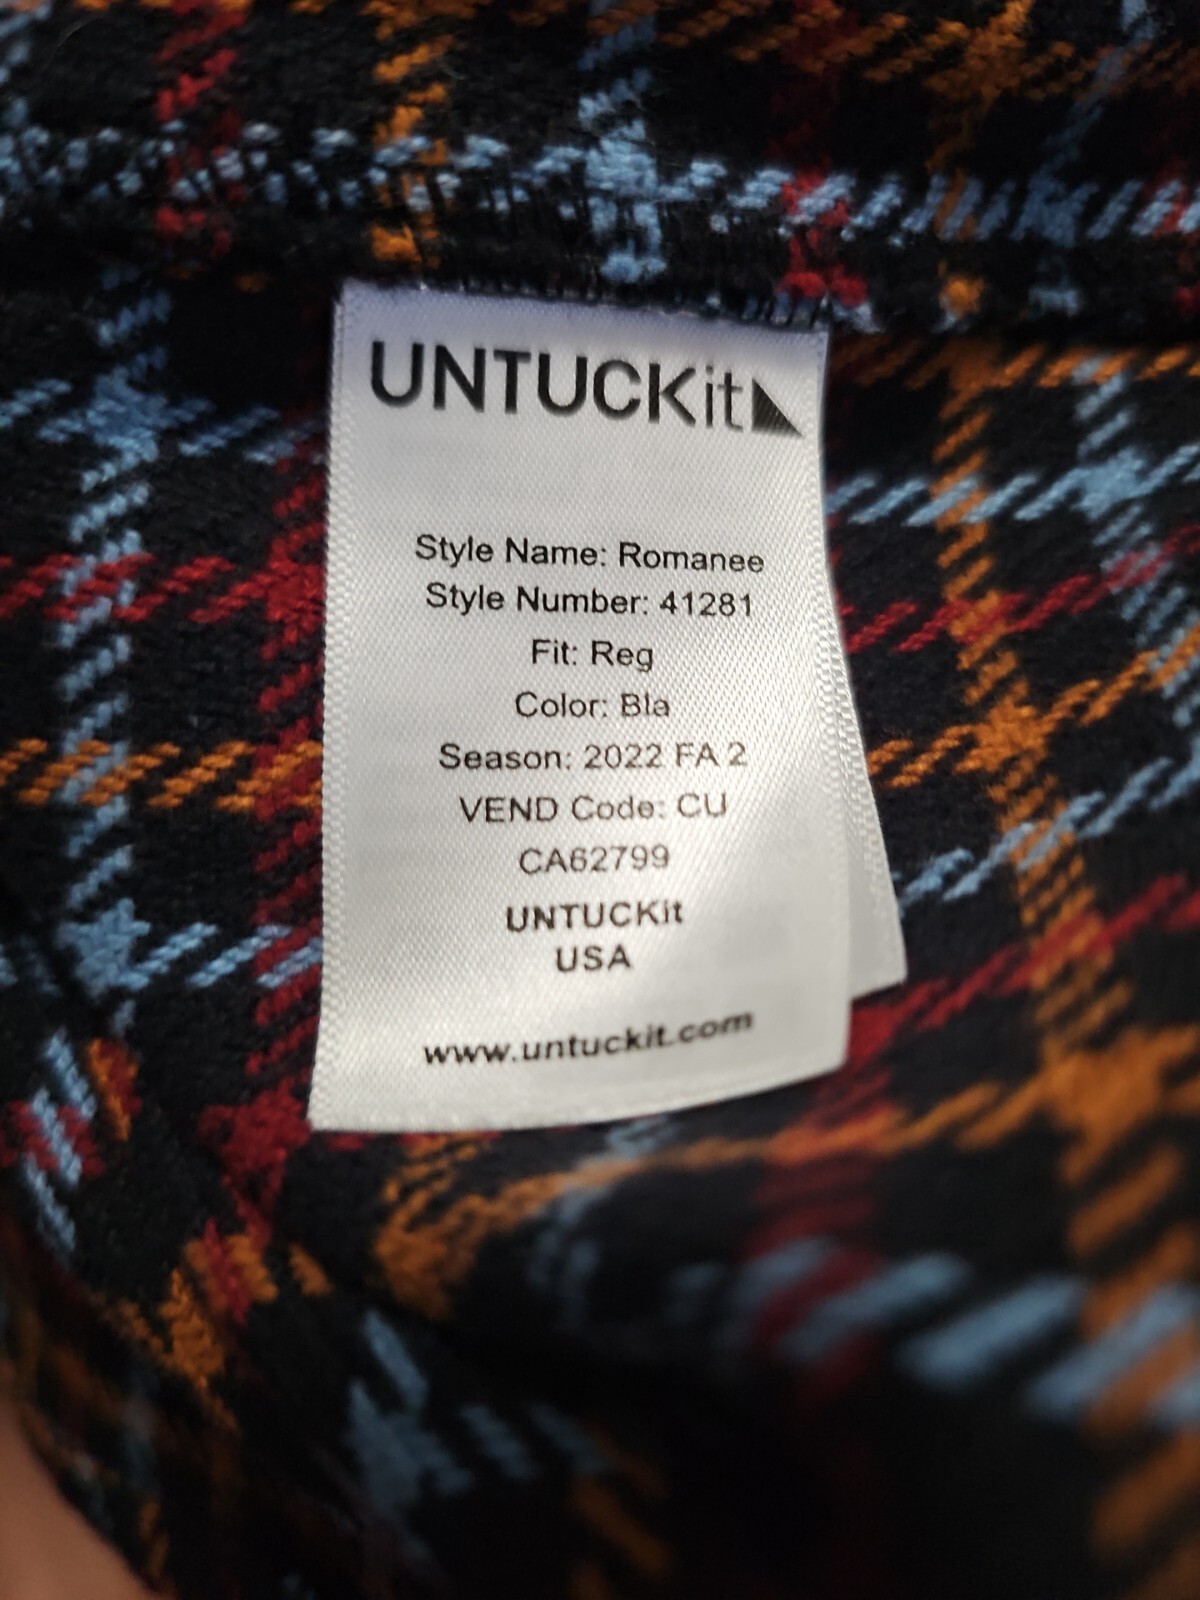 UNTUCKit
Style Name: Romanee
Style Number: 41281
Fit: Reg
Color: Bla
Season: 2022 FA 2
VEND Code: CU
CA62799
UNTUCKit
USA
www.untuckit.com